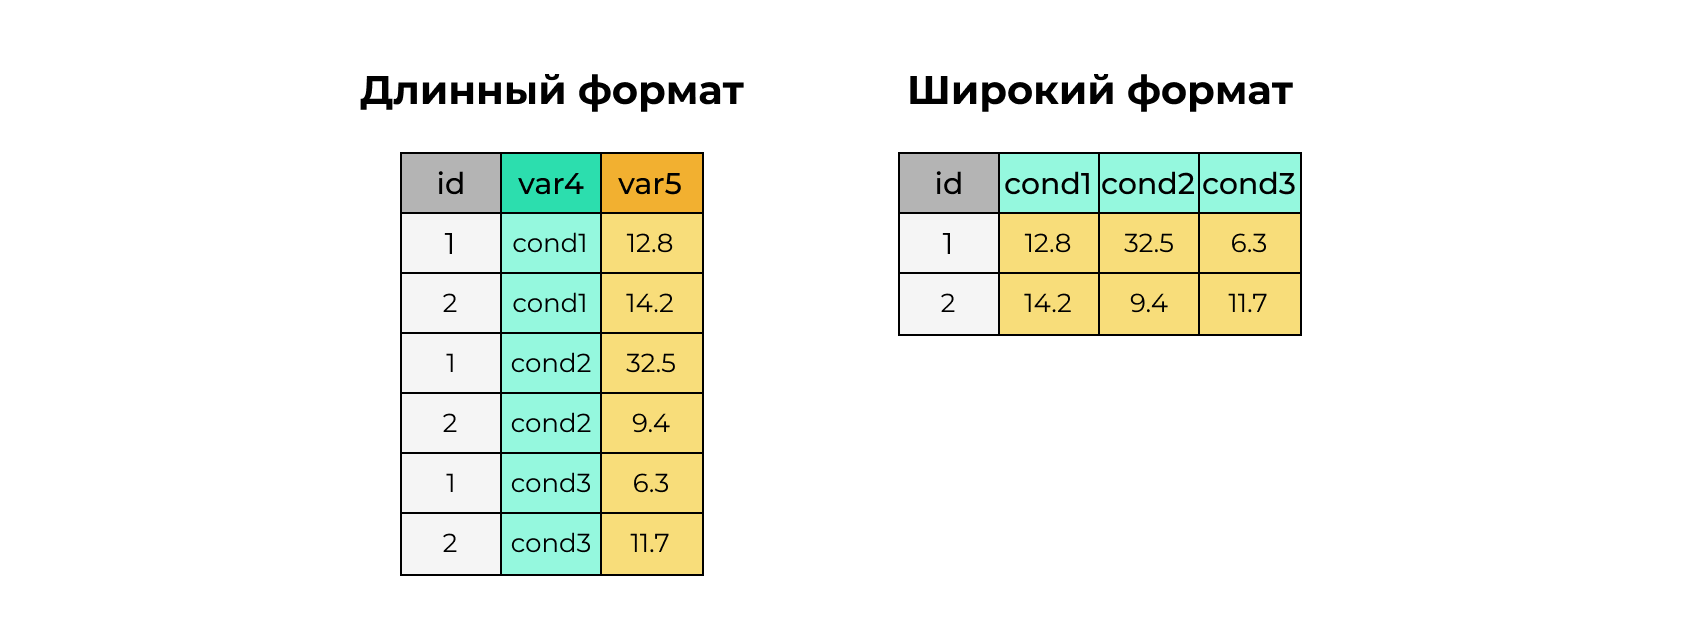 Длинный формат
id var4 var5
1 cond1 12.8
2 cond1 14.2
1 cond2 32.5
2 cond2 9.4
1 cond3 6.3
2 cond3 11.7
Широкий формат
id cond1 cond2 cond3
1 12.8 32.5 6.3
2 14.2 9.4 11.7